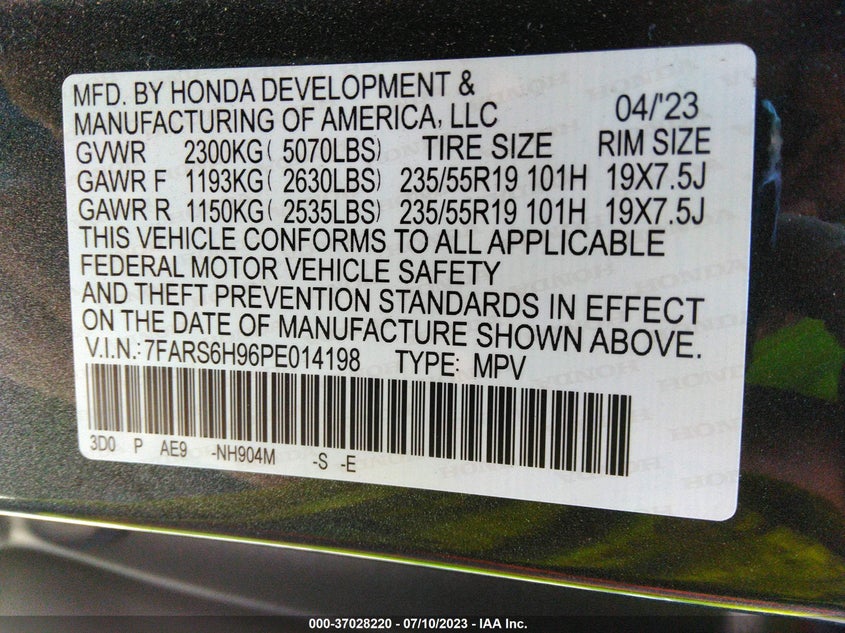 MFD. BY HONDA DEVELOPMENT &
MANUFACTURING OF AMERICA, LLC 04/'23
GVWR 2300KG( 5070LBS) TIRE SIZE RIM SIZE
GAWR F 1193KG( 2630LBS) 235/55R19 101H 19X7.5J
GAWR R 1150KG( 2535LBS) 235/55R19 101H 19X7.5J
THIS VEHICLE CONFORMS TO ALL APPLICABLE
FEDERAL MOTOR VEHICLE SAFETY
AND THEFT PREVENTION STANDARDS IN EFFECT
ON THE DATE OF MANUFACTURE SHOWN ABOVE.
V.I.N.: 7FARS6H96PE014198 TYPE: MPV
3D0 P AE9 -NH904M -S -E
000-37028220 - 07/10/2023 - IAA Inc.